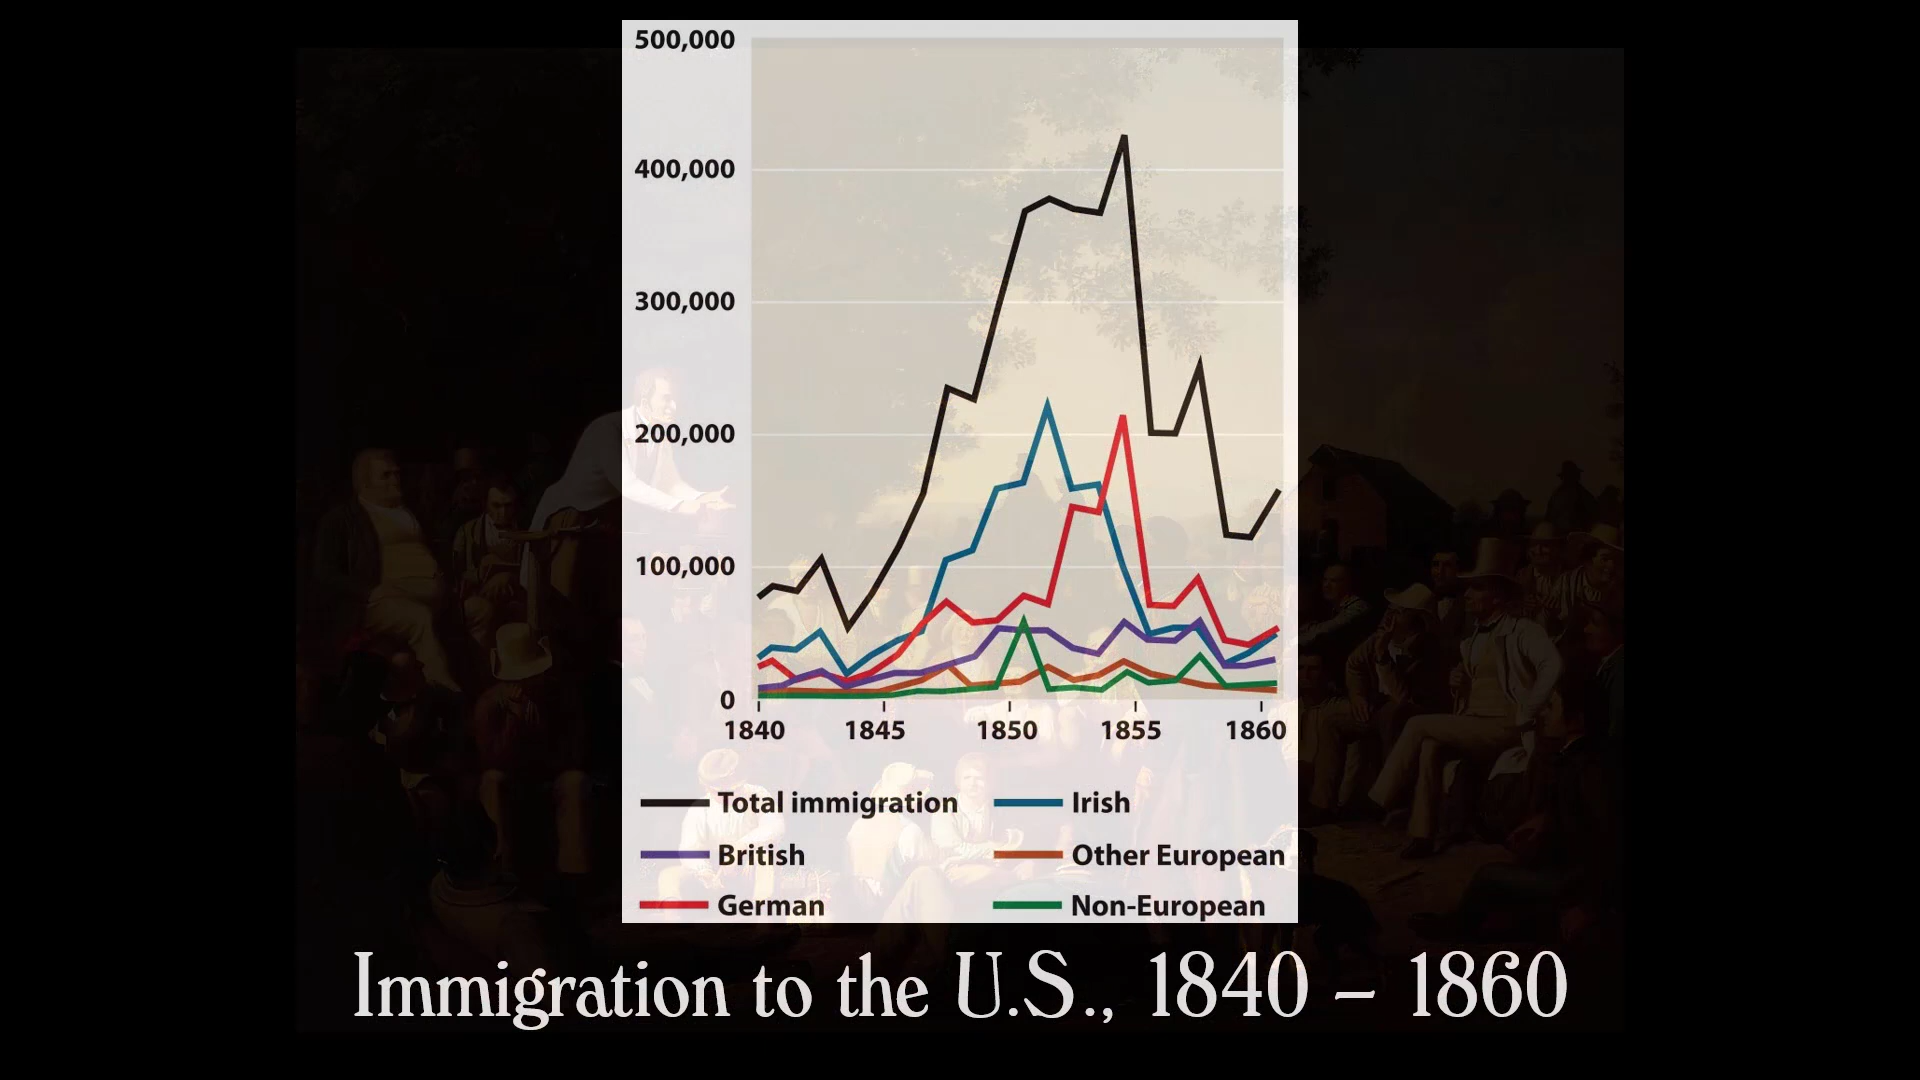 500,000
400,000
300,000
200,000
100,000
0
1840 1845 1850 1855 1860
Total immigration Irish
British Other European
German Non-European
Immigration to the U.S., 1840 – 1860